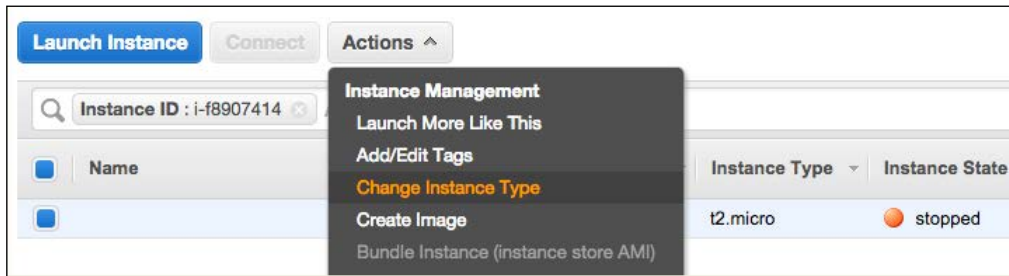 Launch Instance Connect Actions
Instance Management
Instance ID : i-f8907414
Launch More Like This
Add/Edit Tags
Name Instance Type Instance State
Change Instance Type
Create Image
t2.micro stopped
Bundle Instance (instance store AMI)